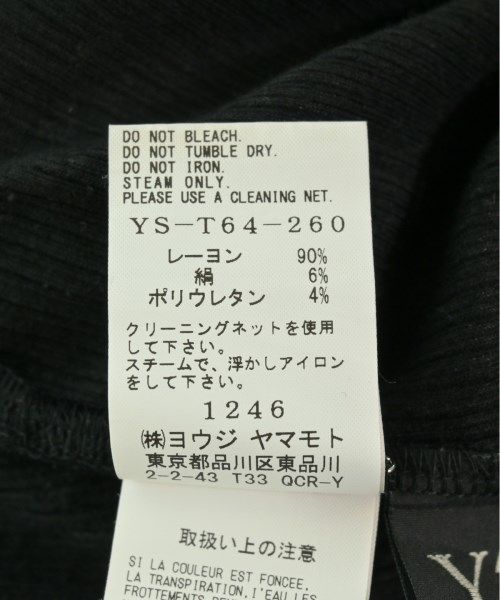 DO NOT BLEACH.
DO NOT TUMBLE DRY.
DO NOT IRON.
STEAM ONLY.
PLEASE USE A CLEANING NET.
YS-T64-260
レーヨン 90%
絹 6%
ポリウレタン 4%
クリーニングネットを使用
して下さい。
スチームで、浮かしアイロン
をして下さい。
1246
㈱ヨウジ ヤマモト
東京都品川区東品川
2-2-43 T33 QCR-Y
取扱い上の注意
SI LA COULEUR EST FONCEE,
LA TRANSPIRATION, L'EAU LES